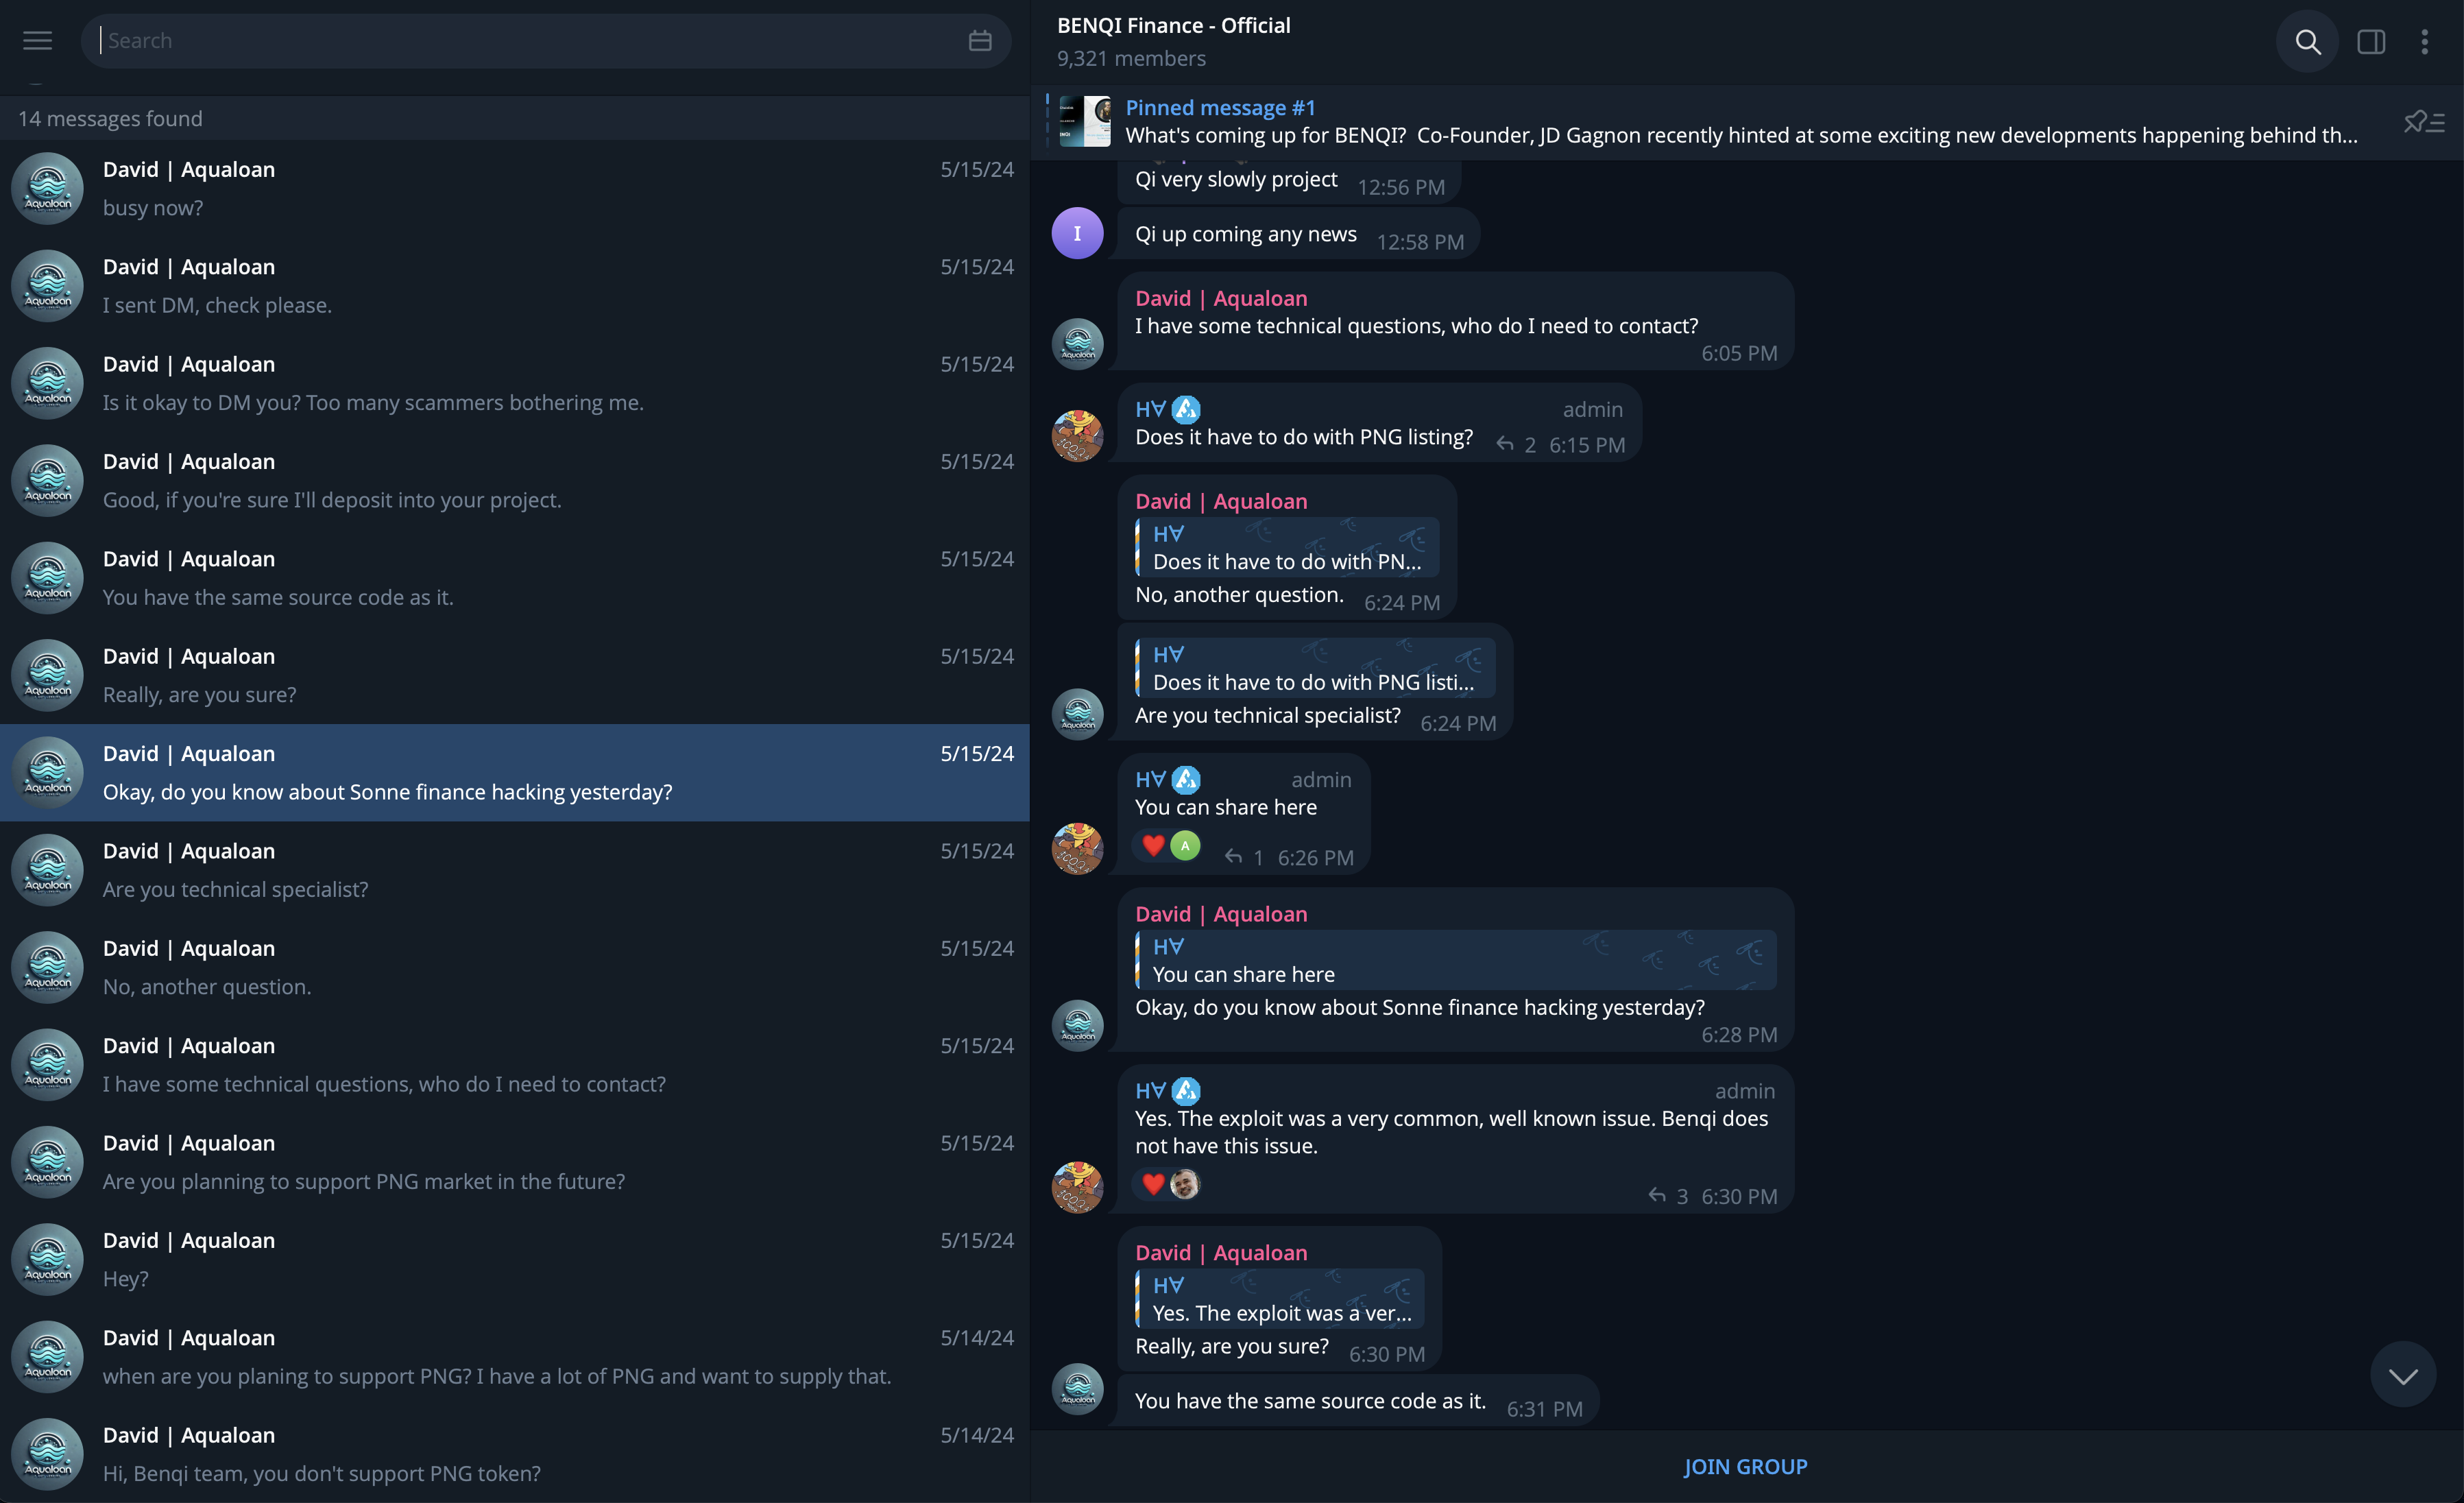 Search
14 messages found
David | Aqualoan 5/15/24
busy now?
David | Aqualoan 5/15/24
I sent DM, check please.
David | Aqualoan 5/15/24
Is it okay to DM you? Too many scammers bothering me.
David | Aqualoan 5/15/24
Good, if you're sure I'll deposit into your project.
David | Aqualoan 5/15/24
You have the same source code as it.
David | Aqualoan 5/15/24
Really, are you sure?
David | Aqualoan 5/15/24
Okay, do you know about Sonne finance hacking yesterday?
David | Aqualoan 5/15/24
Are you technical specialist?
David | Aqualoan 5/15/24
No, another question.
David | Aqualoan 5/15/24
I have some technical questions, who do I need to contact?
David | Aqualoan 5/15/24
Are you planning to support PNG market in the future?
David | Aqualoan 5/15/24
Hey?
David | Aqualoan 5/14/24
when are you planing to support PNG? I have a lot of PNG and want to supply that.
David | Aqualoan 5/14/24
Hi, Benqi team, you don't support PNG token?
BENQI Finance - Official
9,321 members
Pinned message #1
What's coming up for BENQI? Co-Founder, JD Gagnon recently hinted at some exciting new developments happening behind th...
Qi very slowly project 12:56 PM
I
Qi up coming any news 12:58 PM
David | Aqualoan
I have some technical questions, who do I need to contact?
6:05 PM
H∀ admin
Does it have to do with PNG listing? 2 6:15 PM
David | Aqualoan
H∀
Does it have to do with PN...
No, another question. 6:24 PM
H∀
Does it have to do with PNG listi...
Are you technical specialist? 6:24 PM
H∀ admin
You can share here
A 1 6:26 PM
David | Aqualoan
H∀
You can share here
Okay, do you know about Sonne finance hacking yesterday?
6:28 PM
H∀ admin
Yes. The exploit was a very common, well known issue. Benqi does
not have this issue.
3 6:30 PM
David | Aqualoan
H∀
Yes. The exploit was a ver...
Really, are you sure? 6:30 PM
You have the same source code as it. 6:31 PM
JOIN GROUP